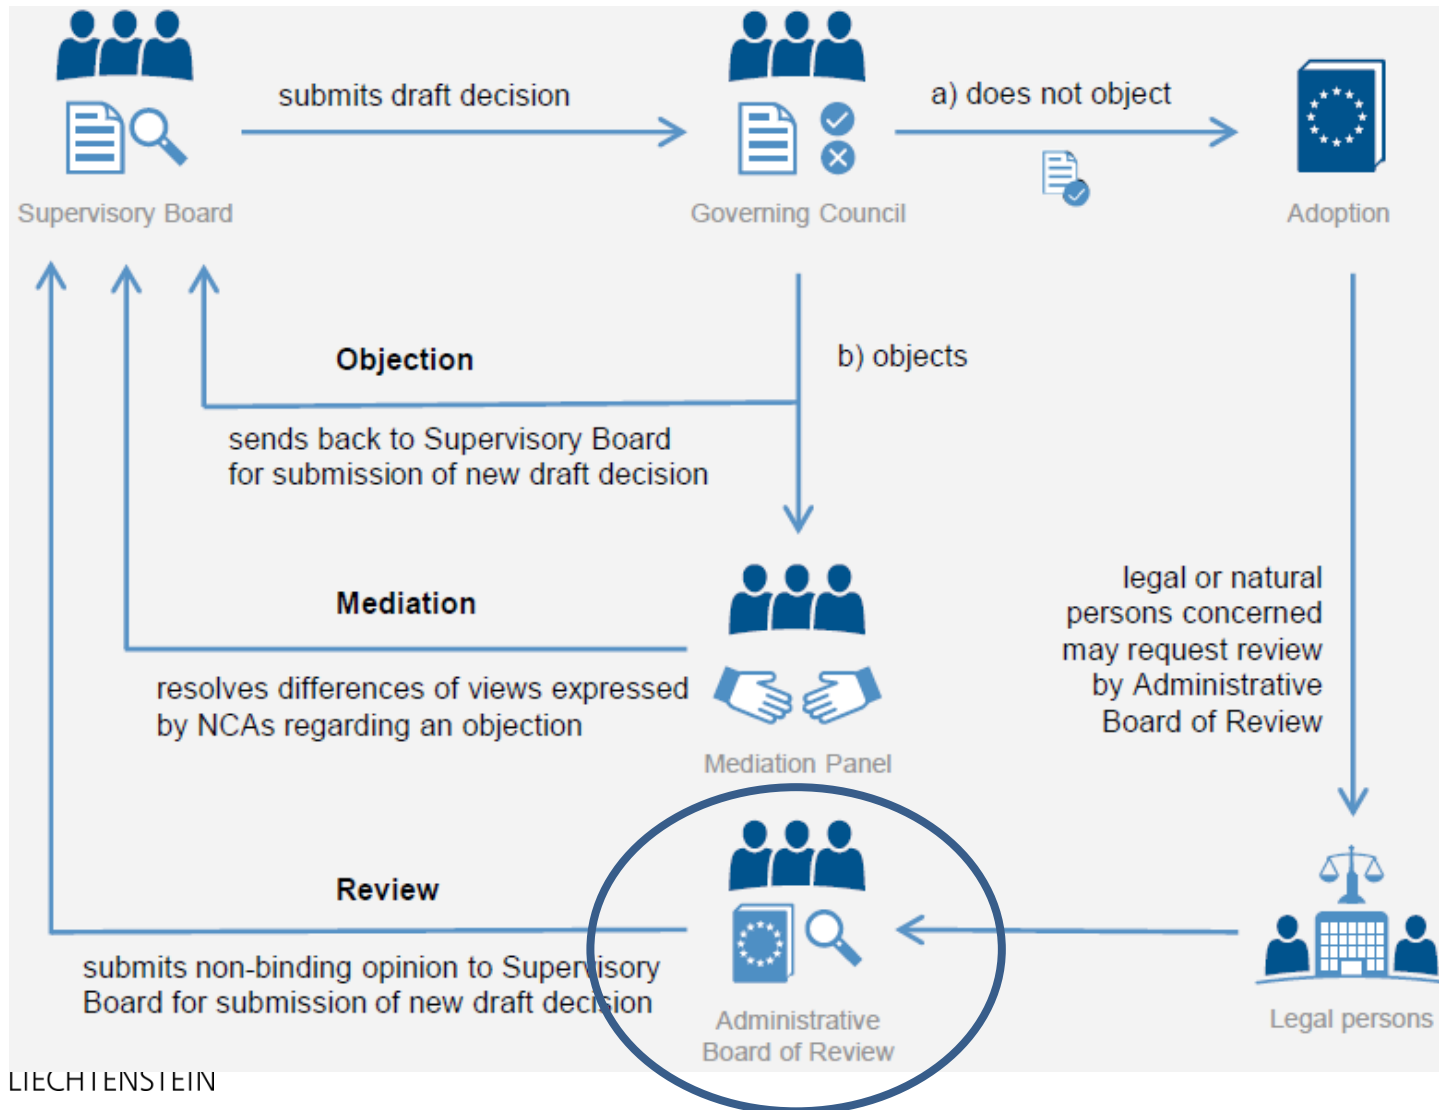 submits draft decision
a) does not object
Supervisory Board
Governing Council
Adoption
Objection
b) objects
sends back to Supervisory Board
for submission of new draft decision
Mediation
resolves differences of views expressed
by NCAs regarding an objection
Mediation Panel
legal or natural
persons concerned
may request review
by Administrative
Board of Review
Review
submits non-binding opinion to Supervisory
Board for submission of new draft decision
Administrative
Board of Review
Legal persons
LIECHTENSTEIN